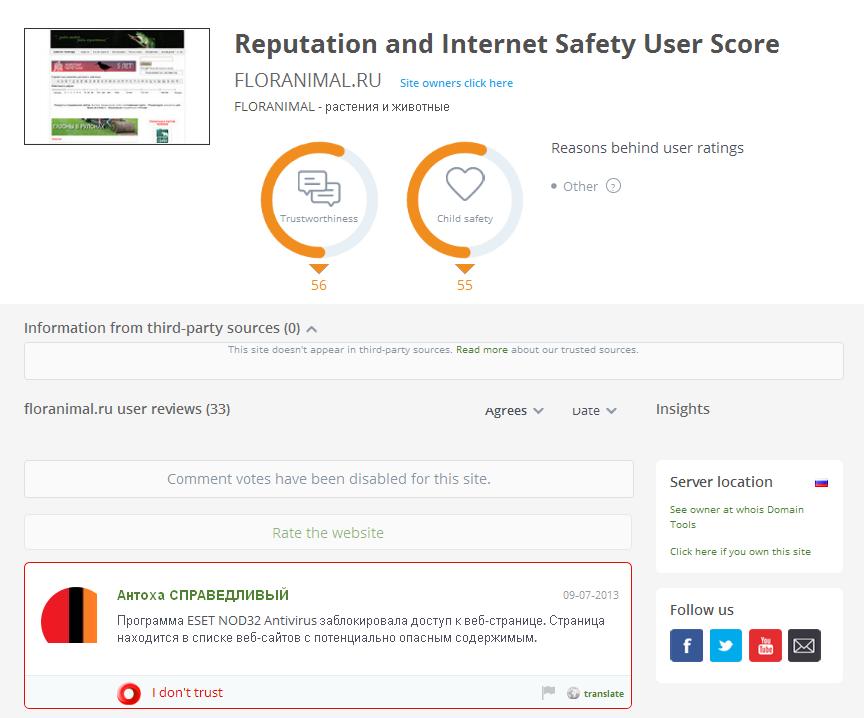 Reputation and Internet Safety User Score
FLORANIMAL.RU Site owners click here
FLORANIMAL - растения и животные
Reasons behind user ratings
Other ?
Trustworthiness
Child safety
56
55
Information from third-party sources (0)
This site doesn't appear in third-party sources. Read more about our trusted sources.
floranimal.ru user reviews (33)
Agrees
Date
Insights
Comment votes have been disabled for this site.
Rate the website
Server location
See owner at whois Domain
Tools
Click here if you own this site
Антоха СПРАВЕДЛИВЫЙ
09-07-2013
Программа ESET NOD32 Antivirus заблокировала доступ к веб-странице. Страница
находится в списке веб-сайтов с потенциально опасным содержимым.
I don't trust
translate
Follow us
f
You
Tube